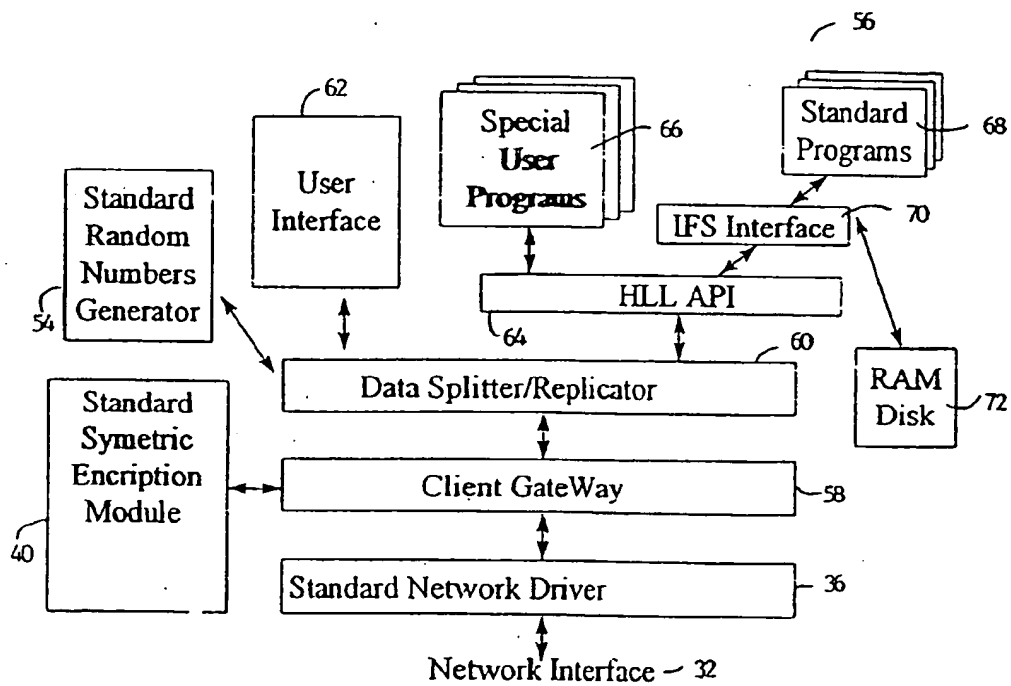 56
62
Special
User
Programs
66
Standard
Programs
68
User
Interface
Standard
Random
Numbers
Generator
54
IFS Interface
70
HLL API
64
60
Data Splitter/Replicator
RAM
Disk
72
Standard
Symetric
Encription
Module
40
Client GateWay
58
Standard Network Driver
36
Network Interface
32